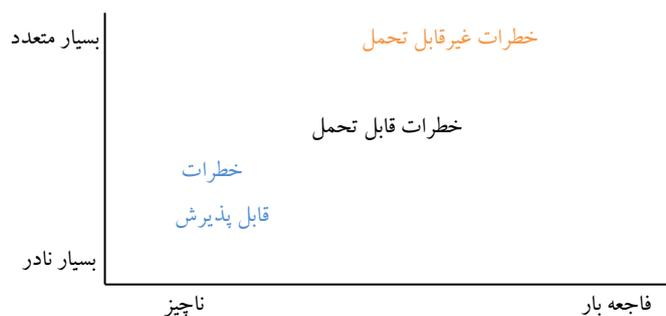 بسیار متعدد
خطرات غیرقابل تحمل
خطرات قابل تحمل
خطرات
قابل پذیرش
بسیار نادر
ناچیز
فاجعه بار